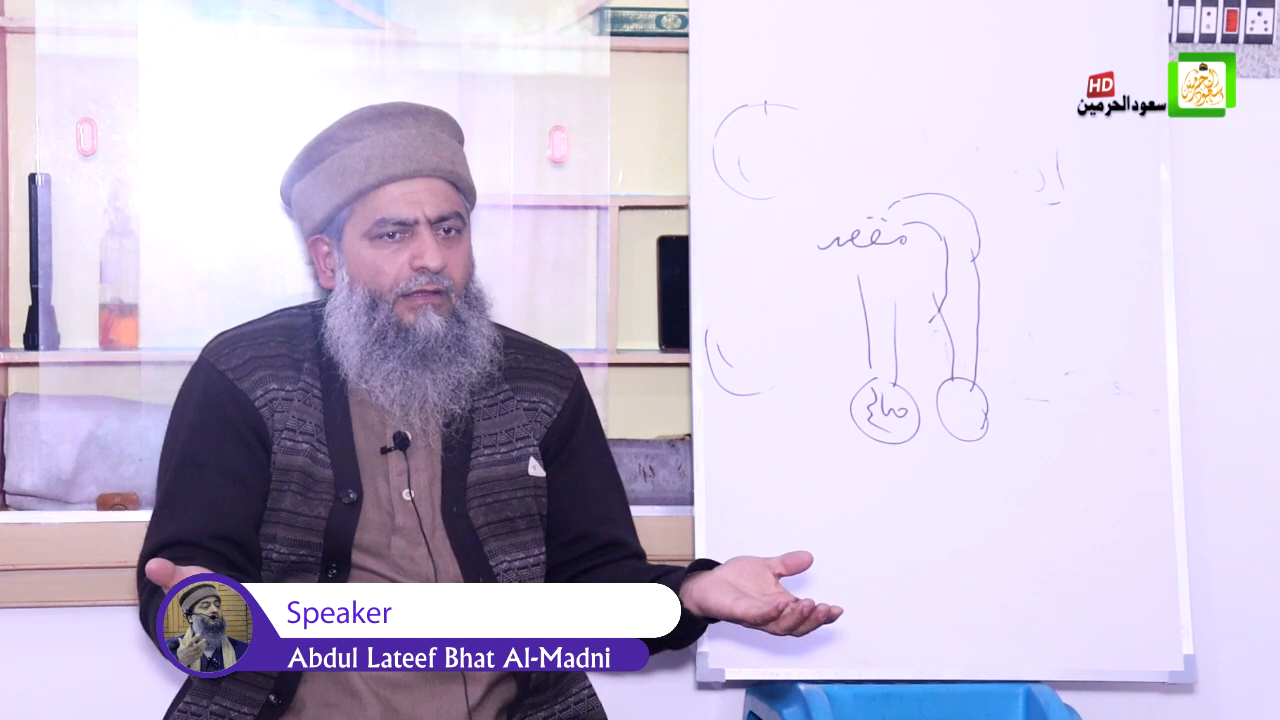 HD
سعود الحرمين
مقصد
صالح
Speaker
Abdul Lateef Bhat Al-Madni